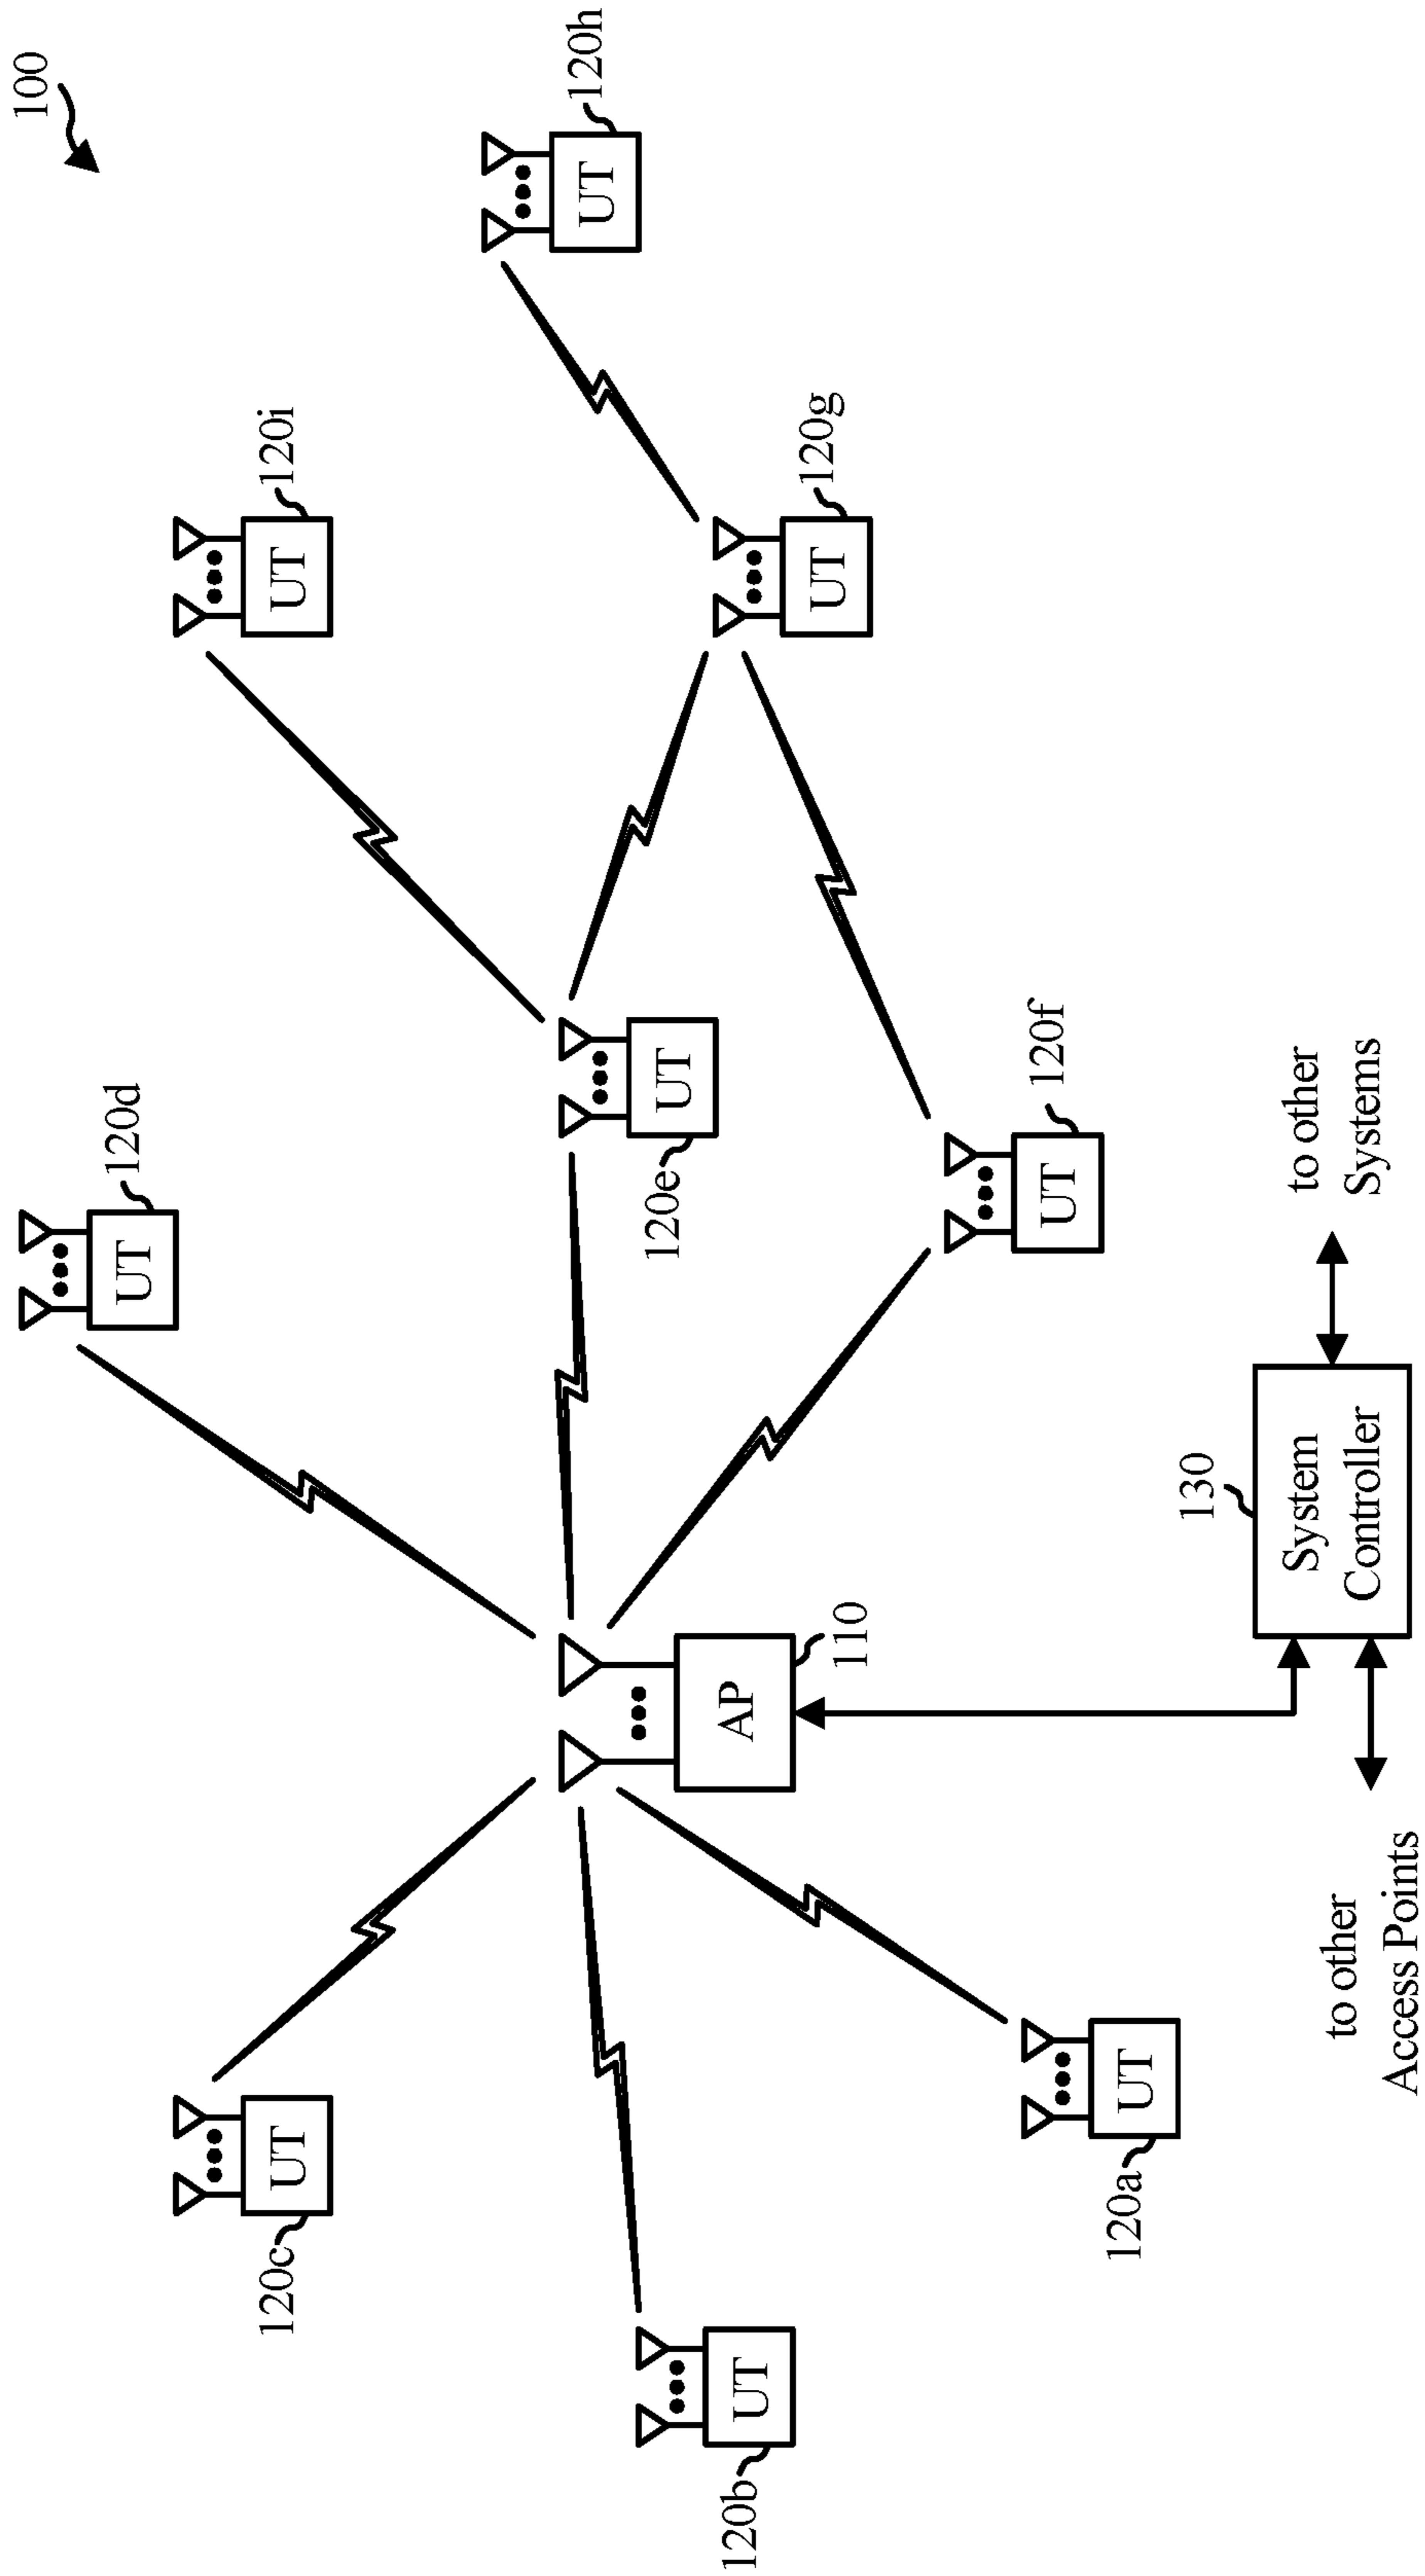 100
120d
UT
120i
UT
120c
UT
120h
UT
120e
UT
120g
UT
AP
110
120b
UT
120f
UT
120a
UT
130
System
Controller
to other
Systems
to other
Access Points